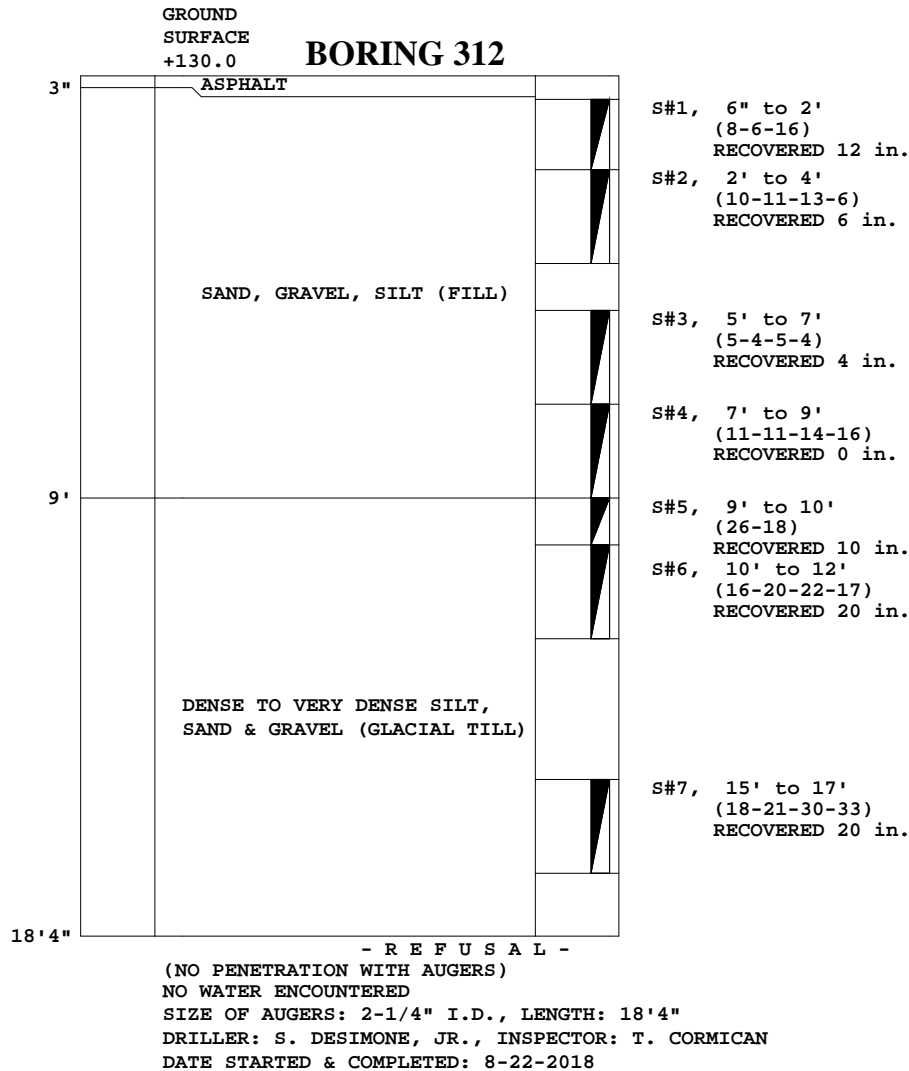 GROUND
SURFACE
+130.0
BORING 312
3"
ASPHALT
S#1, 6" to 2'
(8-6-16)
RECOVERED 12 in.
S#2, 2' to 4'
(10-11-13-6)
RECOVERED 6 in.
SAND, GRAVEL, SILT (FILL)
S#3, 5' to 7'
(5-4-5-4)
RECOVERED 4 in.
S#4, 7' to 9'
(11-11-14-16)
RECOVERED 0 in.
9'
S#5, 9' to 10'
(26-18)
RECOVERED 10 in.
S#6, 10' to 12'
(16-20-22-17)
RECOVERED 20 in.
DENSE TO VERY DENSE SILT,
SAND & GRAVEL (GLACIAL TILL)
S#7, 15' to 17'
(18-21-30-33)
RECOVERED 20 in.
18'4"
- R E F U S A L -
(NO PENETRATION WITH AUGERS)
NO WATER ENCOUNTERED
SIZE OF AUGERS: 2-1/4" I.D., LENGTH: 18'4"
DRILLER: S. DESIMONE, JR., INSPECTOR: T. CORMICAN
DATE STARTED & COMPLETED: 8-22-2018